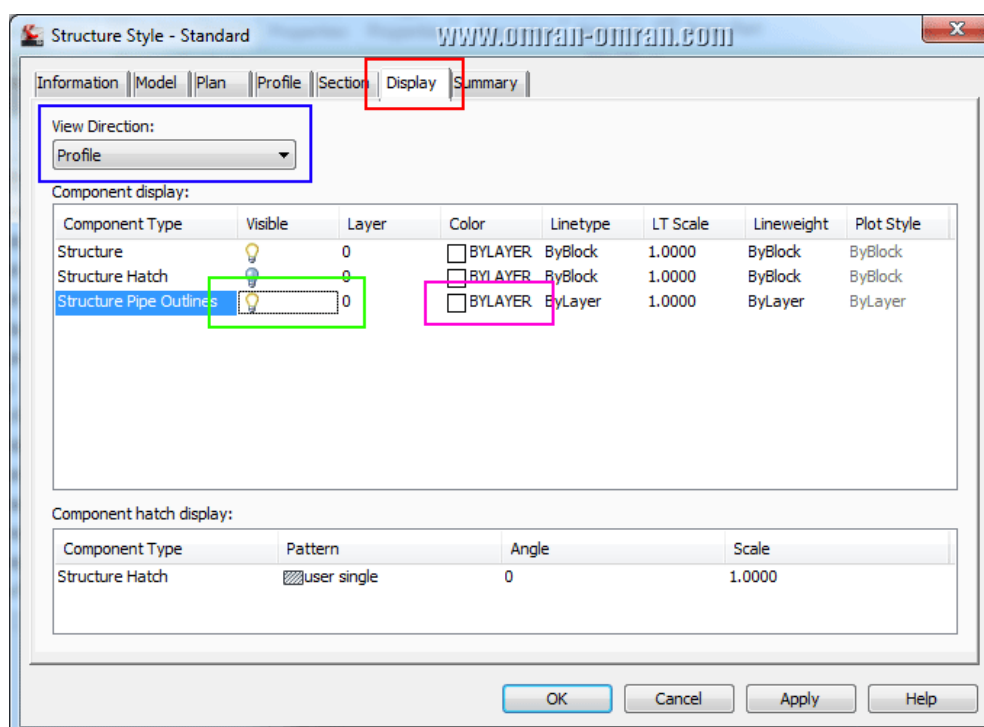 Structure Style - Standard
www.omran-omran.com
Information Model Plan Profile Section Display Summary
View Direction:
Profile
Component display:
Component Type Visible Layer Color Linetype LT Scale Lineweight Plot Style
Structure 0 BYLAYER ByBlock 1.0000 ByBlock ByBlock
Structure Hatch 0 BYLAYER ByBlock 1.0000 ByBlock ByBlock
Structure Pipe Outlines 0 BYLAYER ByLayer 1.0000 ByLayer ByLayer
Component hatch display:
Component Type Pattern Angle Scale
Structure Hatch user single 0 1.0000
OK Cancel Apply Help